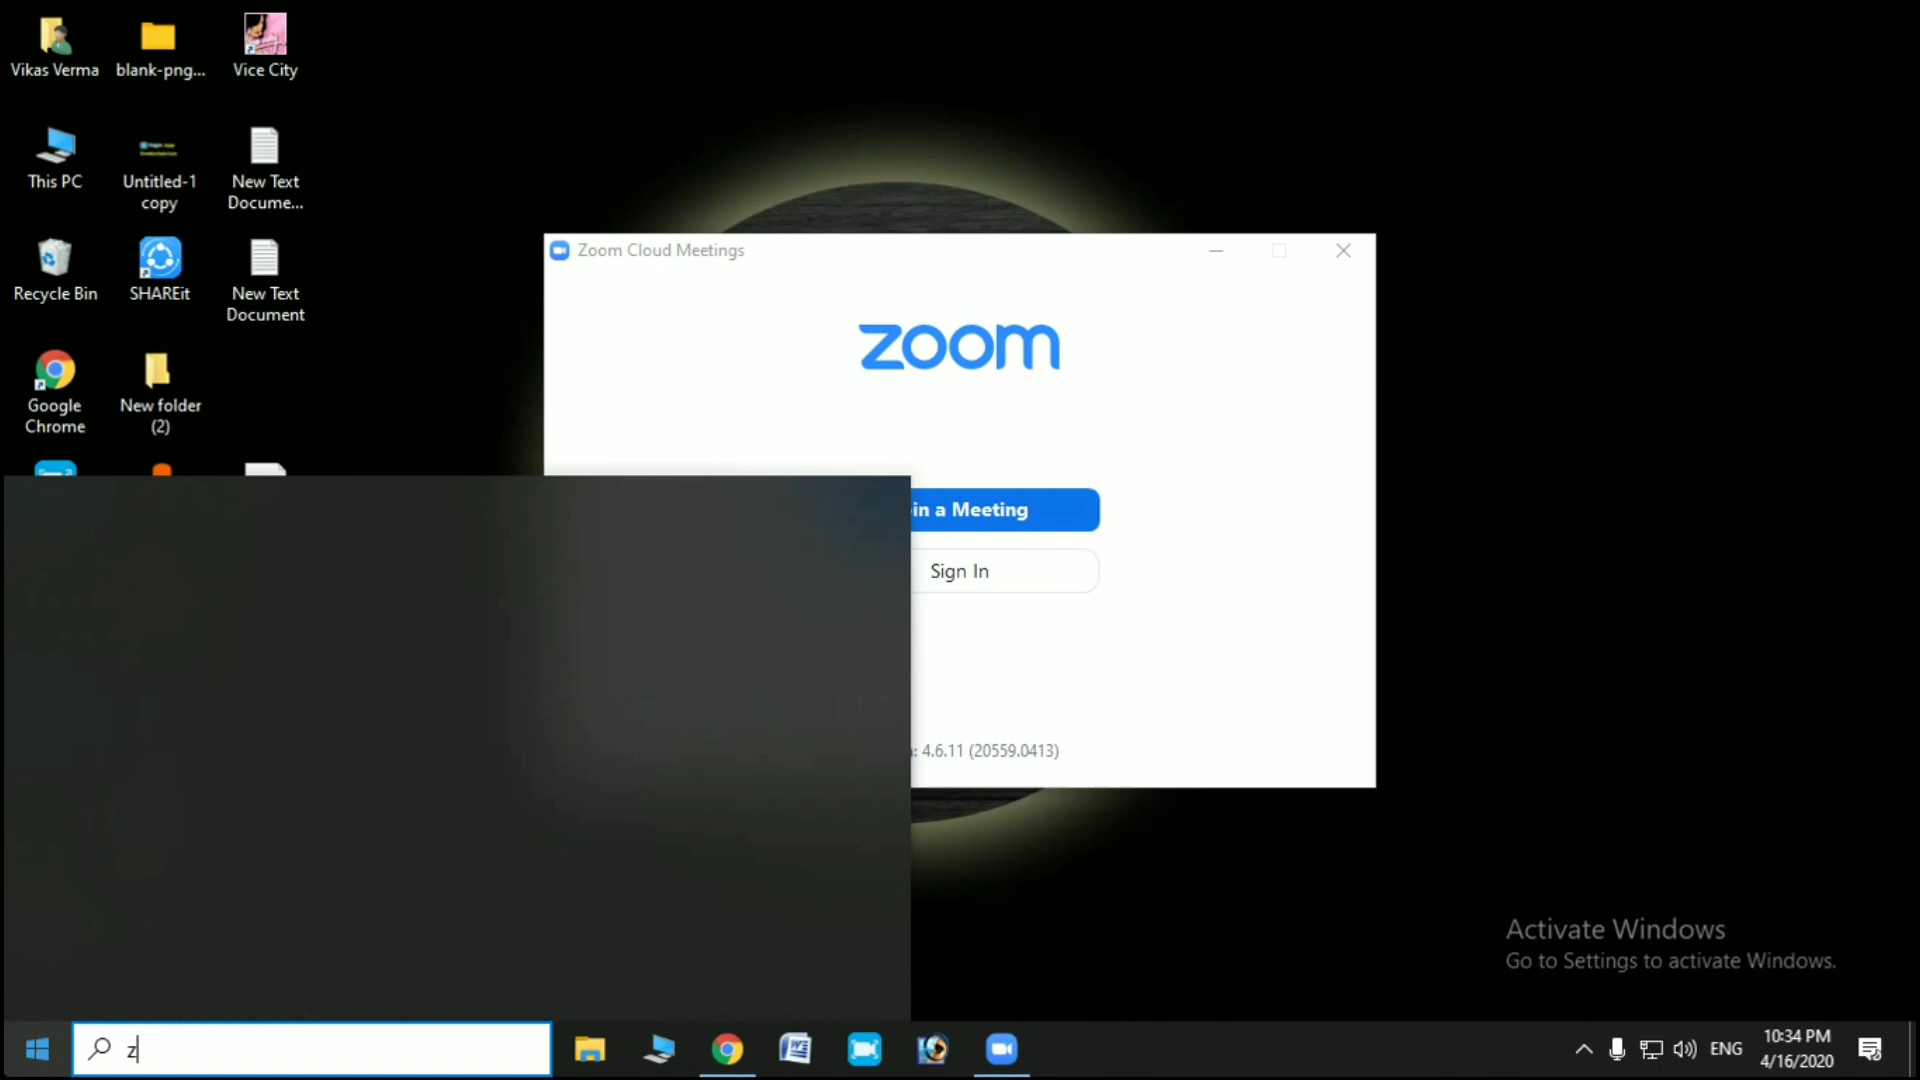 Vikas Verma
blank-png...
Vice City
This PC
Untitled-1
copy
New Text
Docume...
Recycle Bin
SHAREit
New Text
Document
Google
Chrome
New folder
(2)
Zoom Cloud Meetings
zoom
in a Meeting
Sign In
: 4.6.11 (20559.0413)
Activate Windows
Go to Settings to activate Windows.
z
ENG
10:34 PM
4/16/2020